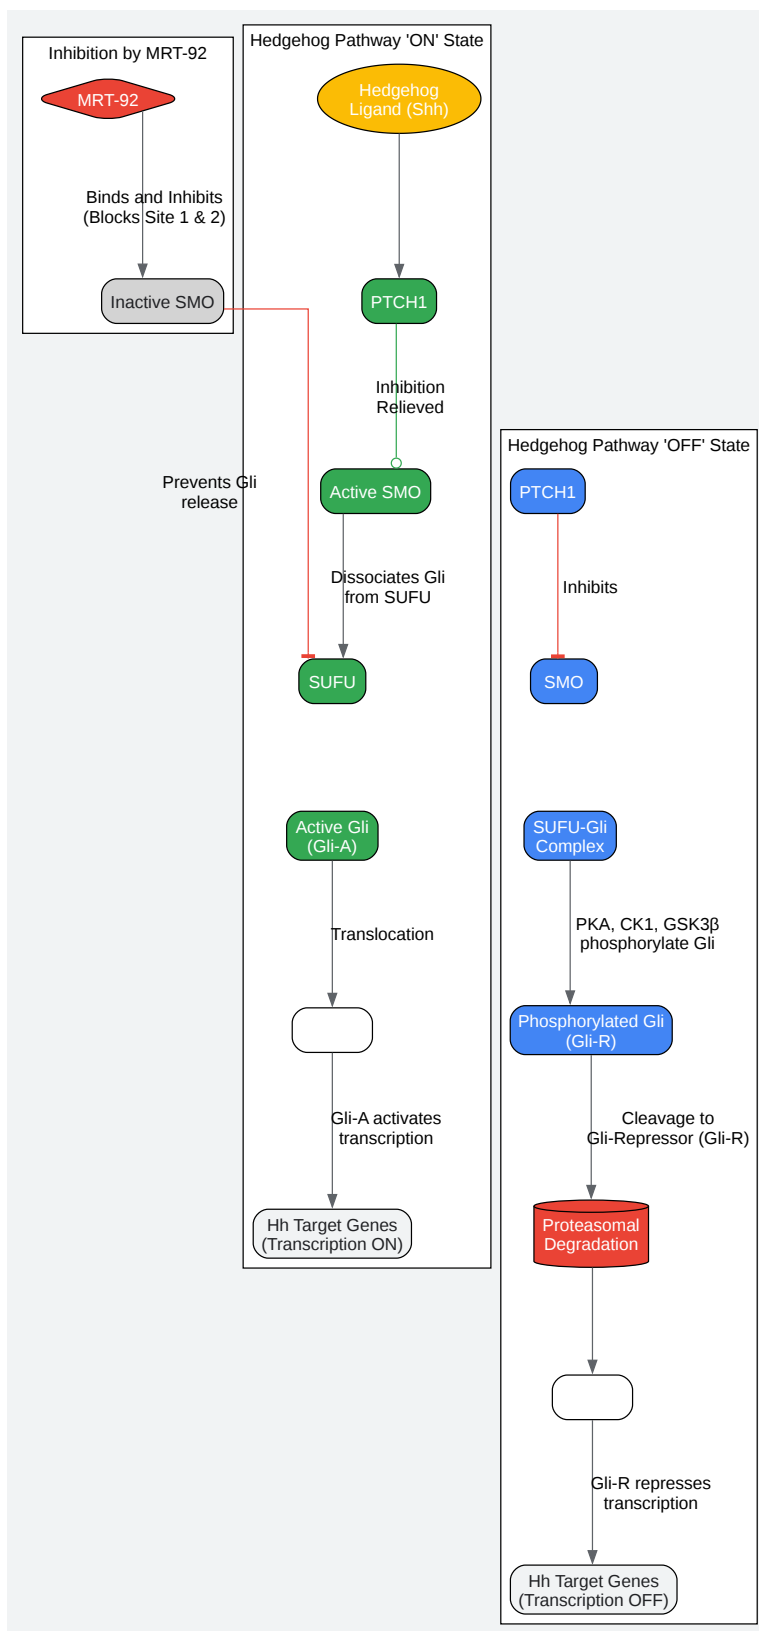 Inhibition by MRT-92
MRT-92
Binds and Inhibits
(Blocks Site 1 & 2)
Inactive SMO
Prevents Gli
release
Hedgehog Pathway 'ON' State
Hedgehog
Ligand (Shh)
PTCH1
Inhibition
Relieved
Active SMO
Dissociates Gli
from SUFU
SUFU
Active Gli
(Gli-A)
Translocation
Gli-A activates
transcription
Hh Target Genes
(Transcription ON)
Hedgehog Pathway 'OFF' State
PTCH1
Inhibits
SMO
SUFU-Gli
Complex
PKA, CK1, GSK3β
phosphorylate Gli
Phosphorylated Gli
(Gli-R)
Cleavage to
Gli-Repressor (Gli-R)
Proteasomal
Degradation
Gli-R represses
transcription
Hh Target Genes
(Transcription OFF)